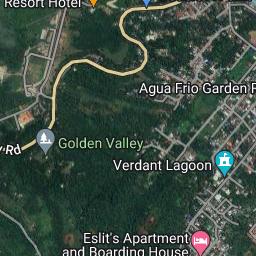 Resort Hotel
Agua Frio Garden
Golden Valley
Rd
Verdant Lagoon
Eslit's Apartment
and Boarding House